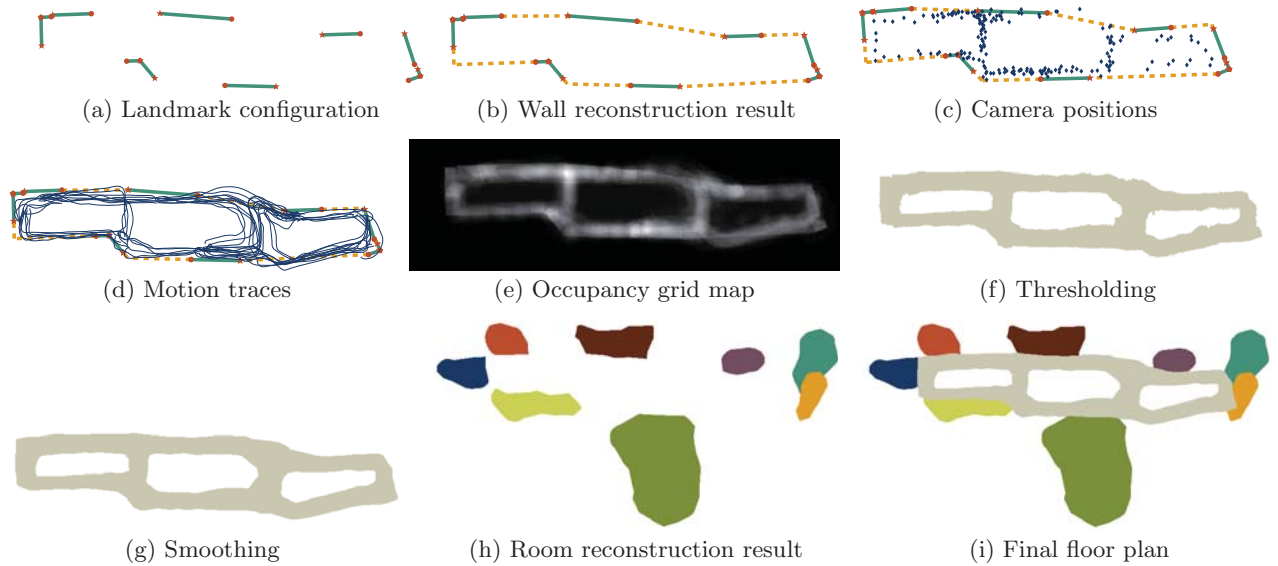 (a) Landmark configuration
(b) Wall reconstruction result
(c) Camera positions
(d) Motion traces
(e) Occupancy grid map
(f) Thresholding
(g) Smoothing
(h) Room reconstruction result
(i) Final floor plan